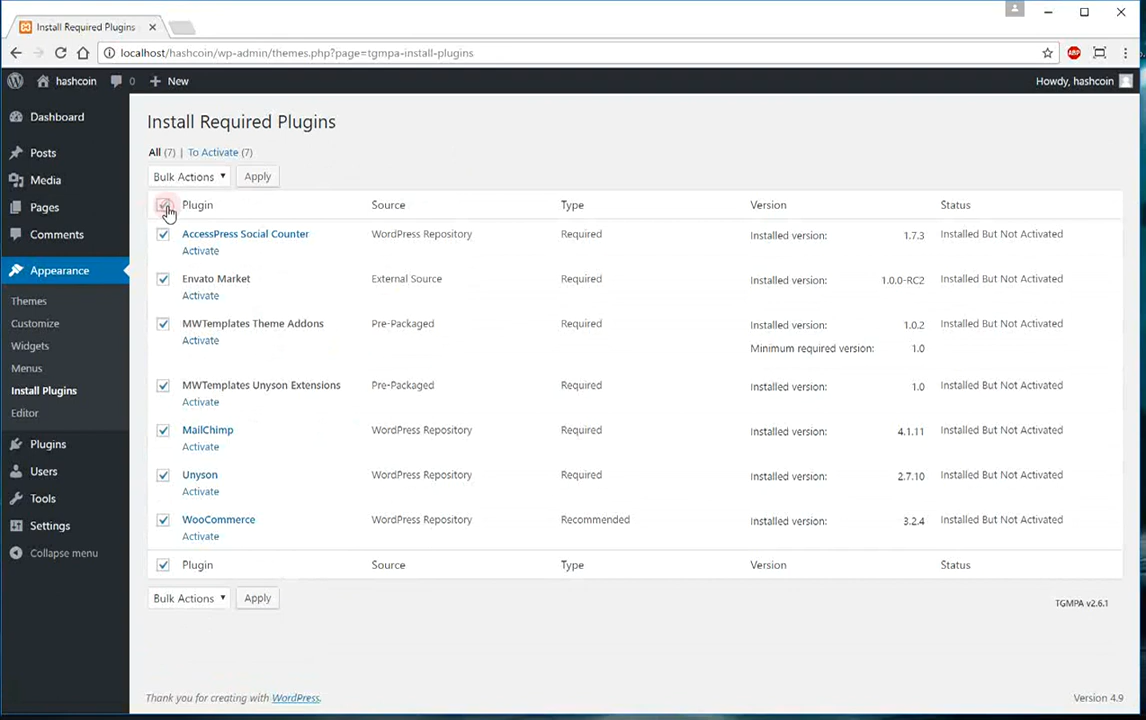 Install Required Plugins
localhost/hashcoin/wp-admin/themes.php?page=tgmpa-install-plugins
ABP
hashcoin 0 New Howdy, hashcoin
Dashboard
Posts
Media
Pages
Comments
Appearance
Themes
Customize
Widgets
Menus
Install Plugins
Editor
Plugins
Users
Tools
Settings
Collapse menu
Install Required Plugins
All (7) | To Activate (7)
Bulk Actions Apply
Plugin Source Type Version Status
AccessPress Social Counter WordPress Repository Required Installed version: 1.7.3 Installed But Not Activated
Activate
Envato Market External Source Required Installed version: 1.0.0-RC2 Installed But Not Activated
Activate
MWTemplates Theme Addons Pre-Packaged Required Installed version: 1.0.2 Installed But Not Activated
Activate
Minimum required version: 1.0
MWTemplates Unyson Extensions Pre-Packaged Required Installed version: 1.0 Installed But Not Activated
Activate
MailChimp WordPress Repository Required Installed version: 4.1.11 Installed But Not Activated
Activate
Unyson WordPress Repository Required Installed version: 2.7.10 Installed But Not Activated
Activate
WooCommerce WordPress Repository Recommended Installed version: 3.2.4 Installed But Not Activated
Activate
Plugin Source Type Version Status
Bulk Actions Apply
TGMPA v2.6.1
Thank you for creating with WordPress. Version 4.9